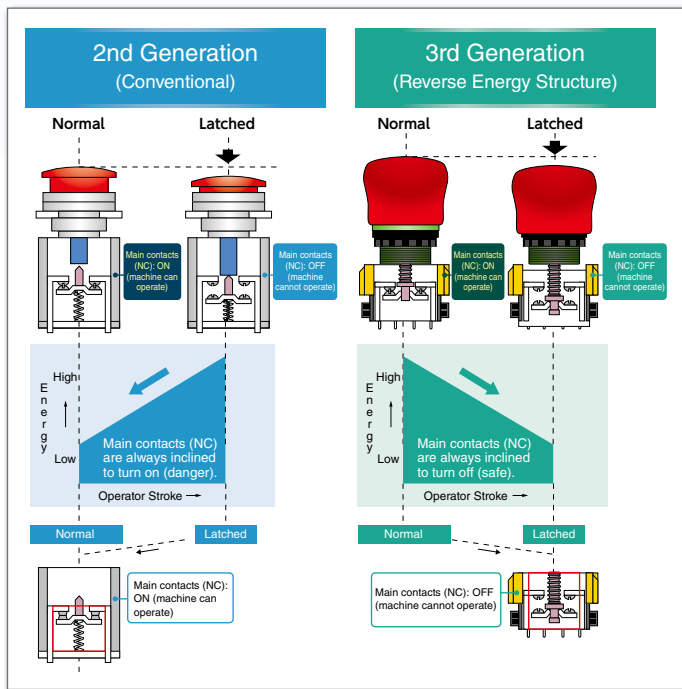 2nd Generation
(Conventional)
3rd Generation
(Reverse Energy Structure)
Normal
Latched
Normal
Latched
Main contacts
(NC): ON
(machine can
operate)
Main contacts
(NC): OFF
(machine
cannot operate)
Main contacts
(NC): ON
(machine can
operate)
Main contacts
(NC): OFF
(machine
cannot operate)
Energy
High
Low
Main contacts (NC)
are always inclined
to turn on (danger).
Operator Stroke →
Energy
High
Low
Main contacts (NC)
are always inclined
to turn off (safe).
Operator Stroke →
Normal
Latched
Normal
Latched
Main contacts (NC):
ON (machine can
operate)
Main contacts (NC): OFF
(machine cannot operate)